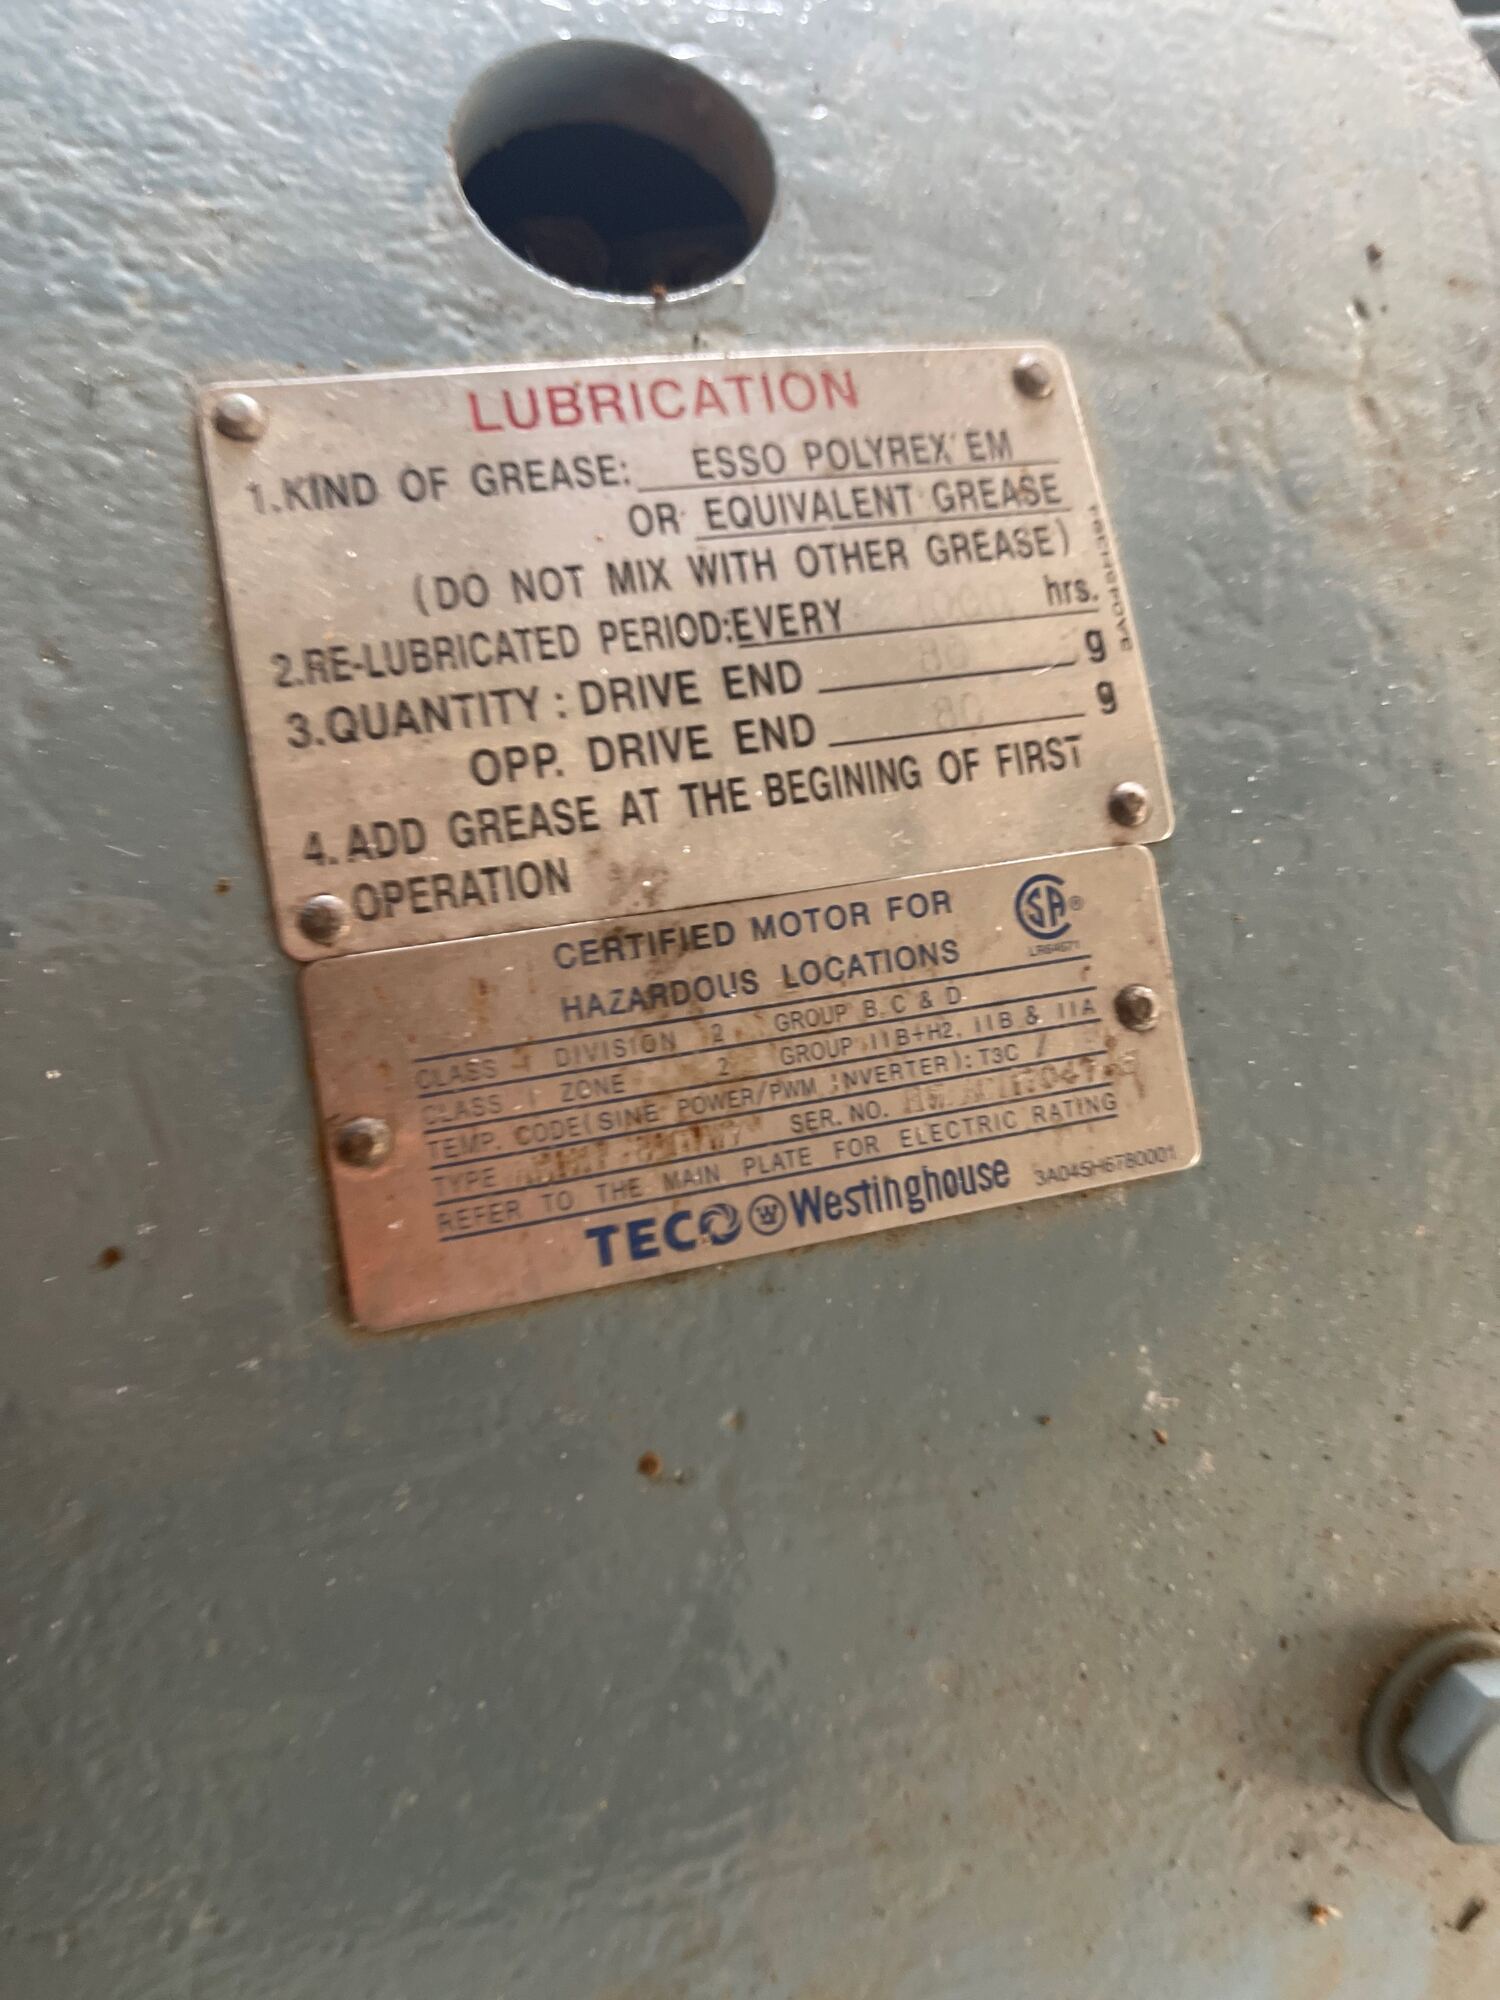 LUBRICATION
1.KIND OF GREASE: ESSO POLYREX EM
OR EQUIVALENT GREASE
(DO NOT MIX WITH OTHER GREASE)
2.RE-LUBRICATED PERIOD:EVERY hrs.
3.QUANTITY : DRIVE END 80 g
OPP. DRIVE END 80 g
4.ADD GREASE AT THE BEGINING OF FIRST
OPERATION
CERTIFIED MOTOR FOR
HAZARDOUS LOCATIONS
CSA ®
LR64671
CLASS I DIVISION 2 GROUP B,C & D
CLASS I ZONE 2 GROUP IIB+H2, IIB & IIA
TEMP. CODE(SINE POWER/PWM INVERTER): T3C /
TYPE SER. NO.
REFER TO THE MAIN PLATE FOR ELECTRIC RATING
TECO Westinghouse 3A045H6780001